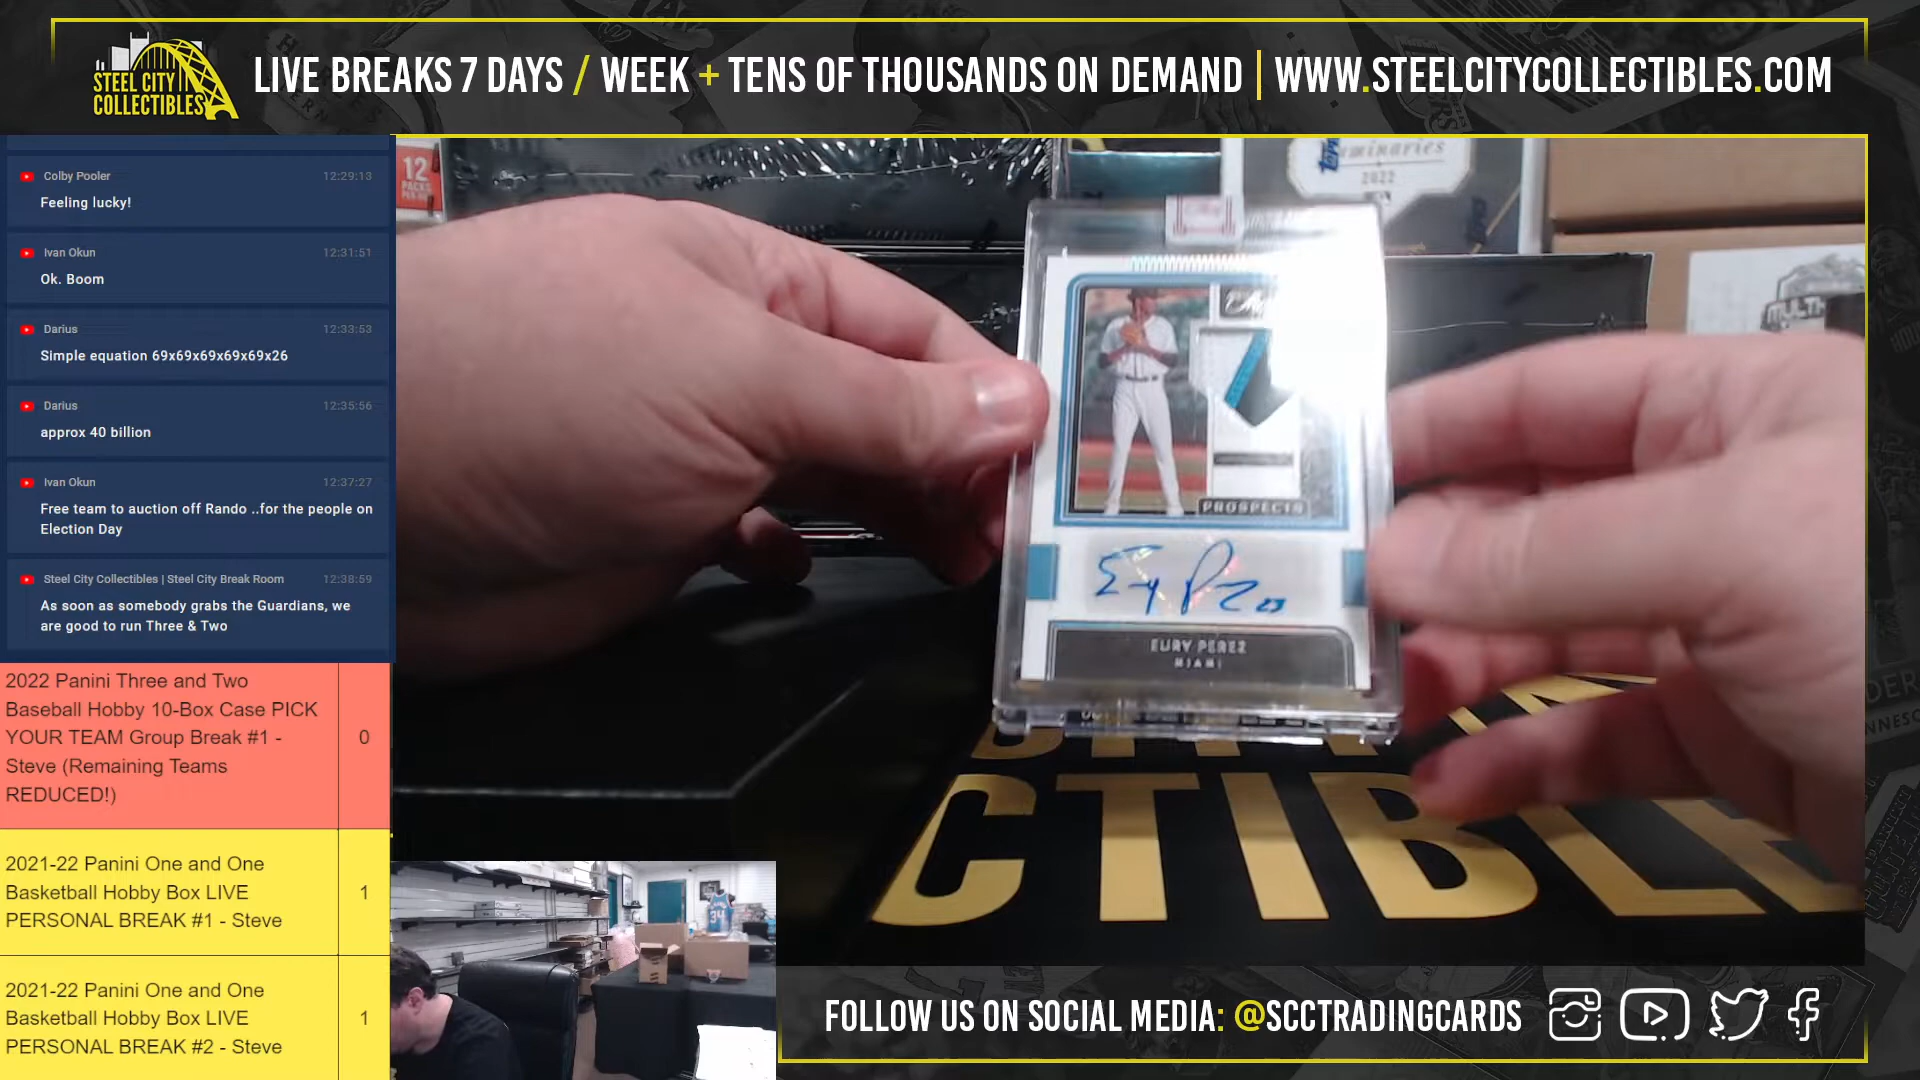 STEEL CITY
COLLECTIBLES
LIVE BREAKS 7 DAYS / WEEK + TENS OF THOUSANDS ON DEMAND | WWW.STEELCITYCOLLECTIBLES.COM
Colby Pooler 12:29:13
Feeling lucky!
Ivan Okun 12:31:51
Ok. Boom
Darius 12:33:53
Simple equation 69x69x69x69x69x26
Darius 12:35:56
approx 40 billion
Ivan Okun 12:37:27
Free team to auction off Rando ..for the people on
Election Day
Steel City Collectibles | Steel City Break Room 12:38:59
As soon as somebody grabs the Guardians, we
are good to run Three & Two
2022 Panini Three and Two
Baseball Hobby 10-Box Case PICK
YOUR TEAM Group Break #1 - 0
Steve (Remaining Teams
REDUCED!)
2021-22 Panini One and One
Basketball Hobby Box LIVE 1
PERSONAL BREAK #1 - Steve
2021-22 Panini One and One
Basketball Hobby Box LIVE 1
PERSONAL BREAK #2 - Steve
12
PACKS
2022
PROSPECTS
EURY PEREZ
MIAMI
CTIBLE
34
FOLLOW US ON SOCIAL MEDIA: @SCCTRADINGCARDS